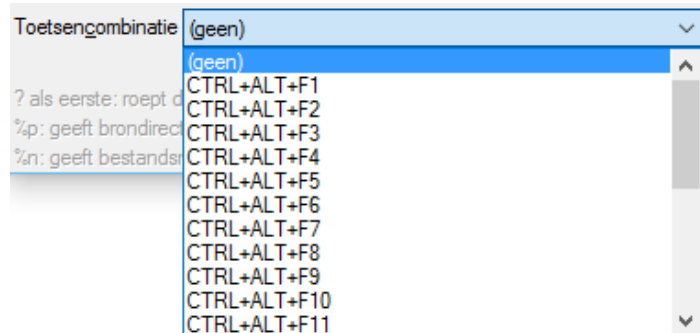 Toetsencombinatie (geen)
(geen)
CTRL+ALT+F1
? als eerste: roept
CTRL+ALT+F2
%p: geeft
CTRL+ALT+F3
CTRL+ALT+F4
%n: geeft
CTRL+ALT+F5
CTRL+ALT+F6
CTRL+ALT+F7
CTRL+ALT+F8
CTRL+ALT+F9
CTRL+ALT+F10
CTRL+ALT+F11